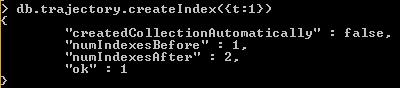 > db.trajectory.createIndex({t:1})
{
        "createdCollectionAutomatically" : false,
        "numIndexesBefore" : 1,
        "numIndexesAfter" : 2,
        "ok" : 1
}